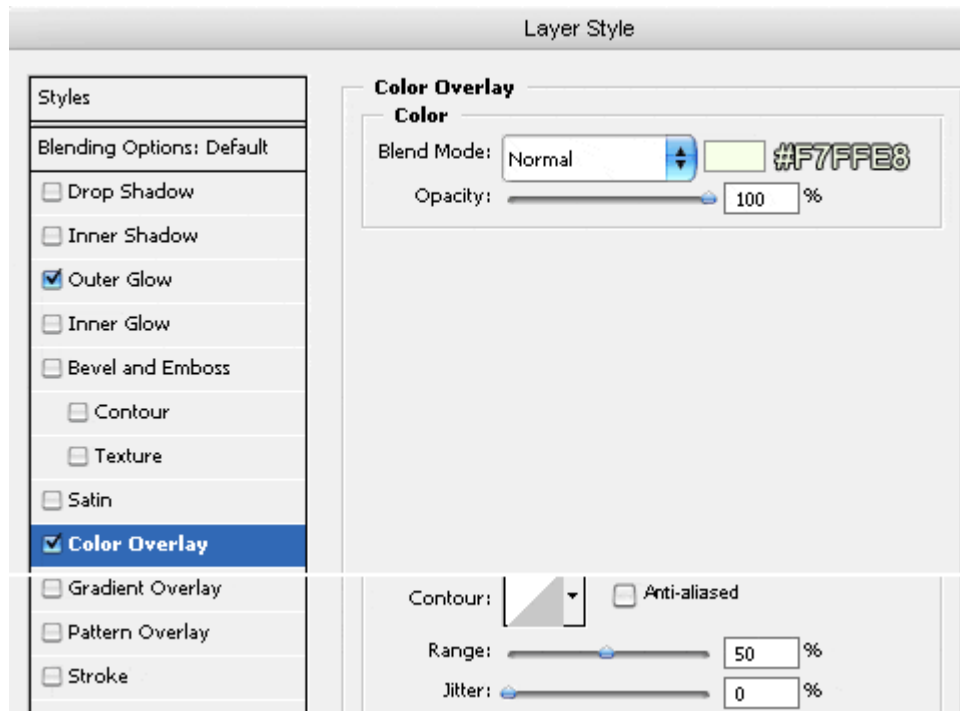 Layer Style
Styles
Blending Options: Default
Drop Shadow
Inner Shadow
Outer Glow
Inner Glow
Bevel and Emboss
Contour
Texture
Satin
Color Overlay
Gradient Overlay
Pattern Overlay
Stroke
Color Overlay
Color
Blend Mode: Normal #F7FFE8
Opacity: 100 %
Contour: Anti-aliased
Range: 50 %
Jitter: 0 %